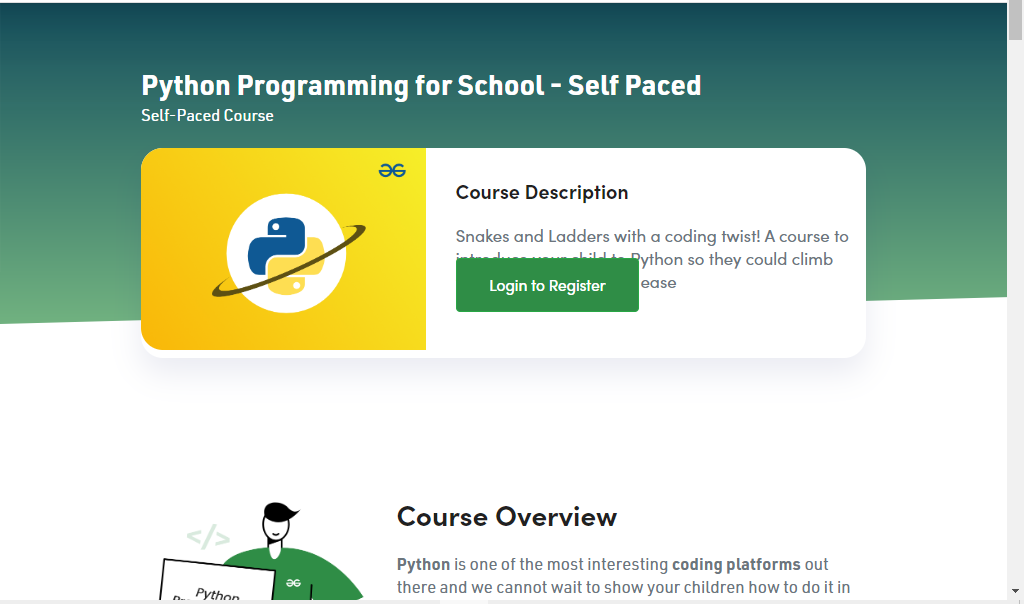 Python Programming for School - Self Paced
Self-Paced Course
Course Description
Snakes and Ladders with a coding twist! A course to
Python so they could climb
ease
Login to Register
Course Overview
Python is one of the most interesting coding platforms out
there and we cannot wait to show your children how to do it in
</>
Python